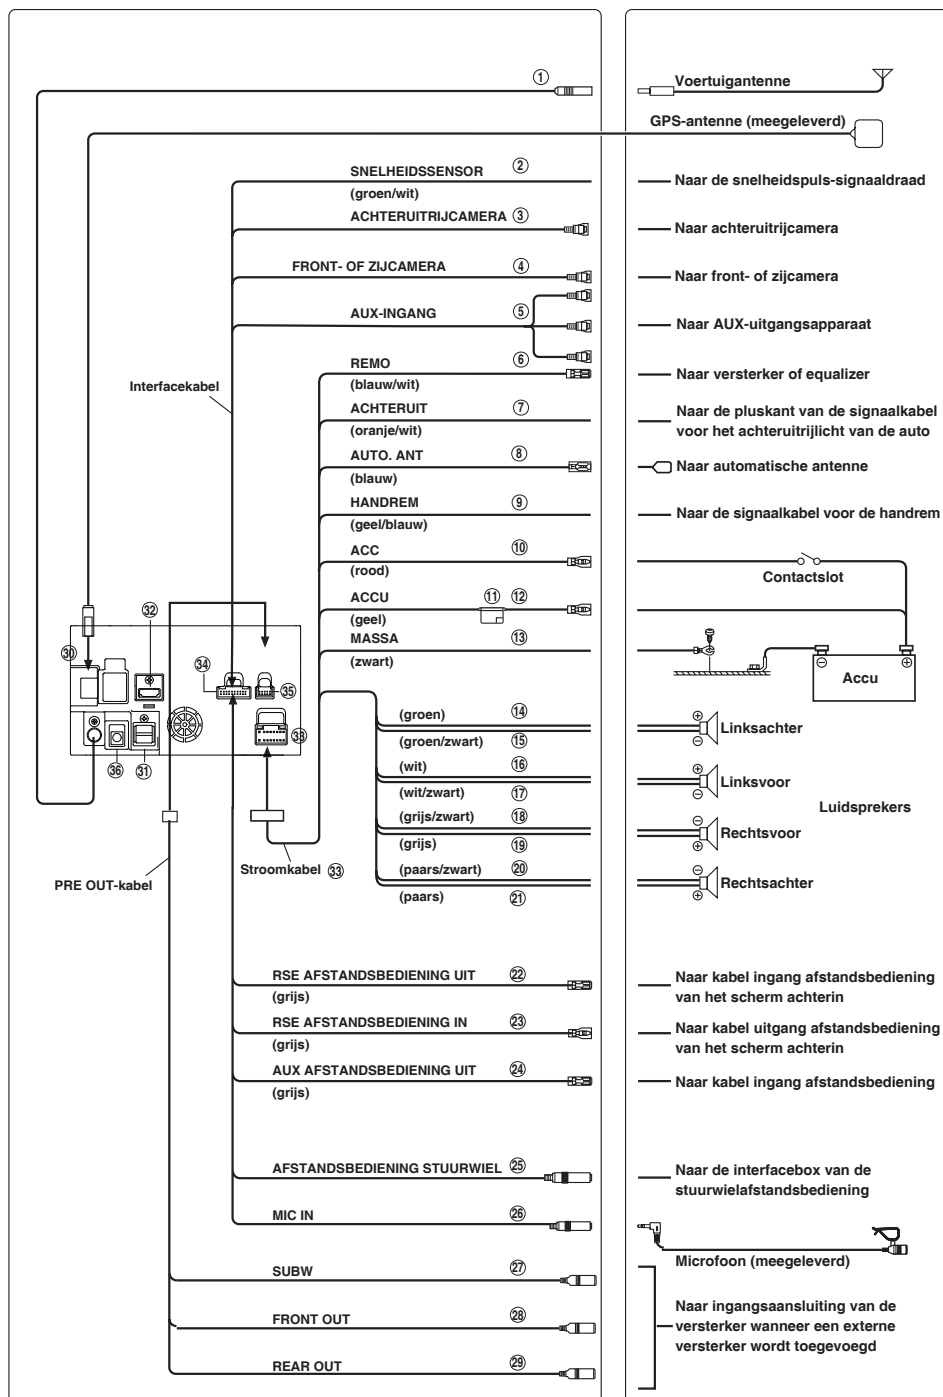 ①
Voertuigantenne
GPS-antenne (meegeleverd)
SNELHEIDSSENSOR ②
(groen/wit)
Naar de snelheidspuls-signaaldraad
ACHTERUITRIJCAMERA ③
Naar achteruitrijcamera
FRONT- OF ZIJCAMERA ④
Naar front- of zijcamera
AUX-INGANG ⑤
Naar AUX-uitgangsapparaat
REMO ⑥
(blauw/wit)
Naar versterker of equalizer
Interfacekabel
ACHTERUIT ⑦
(oranje/wit)
Naar de pluskant van de signaalkabel
voor het achteruitrijlicht van de auto
AUTO. ANT ⑧
(blauw)
Naar automatische antenne
HANDREM ⑨
(geel/blauw)
Naar de signaalkabel voor de handrem
ACC ⑩
(rood)
Contactslot
ACCU ⑪ ⑫
(geel)
MASSA ⑬
(zwart)
⊖ ⊕
Accu
㉚
㉜
㉞
㉟
㉝
㊱
㉛
(groen) ⑭
(groen/zwart) ⑮
⊕
⊖
Linksachter
(wit) ⑯
(wit/zwart) ⑰
⊕
⊖
Linksvoor
Luidsprekers
(grijs/zwart) ⑱
(grijs) ⑲
⊖
⊕
Rechtsvoor
(paars/zwart) ⑳
(paars) ㉑
⊖
⊕
Rechtsachter
Stroomkabel ㉝
PRE OUT-kabel
RSE AFSTANDSBEDIENING UIT ㉒
(grijs)
Naar kabel ingang afstandsbediening
van het scherm achterin
RSE AFSTANDSBEDIENING IN ㉓
(grijs)
Naar kabel uitgang afstandsbediening
van het scherm achterin
AUX AFSTANDSBEDIENING UIT ㉔
(grijs)
Naar kabel ingang afstandsbediening
AFSTANDSBEDIENING STUURWIEL ㉕
Naar de interfacebox van de
stuurwielafstandsbediening
MIC IN ㉖
Microfoon (meegeleverd)
SUBW ㉗
FRONT OUT ㉘
REAR OUT ㉙
Naar ingangsaansluiting van de
versterker wanneer een externe
versterker wordt toegevoegd